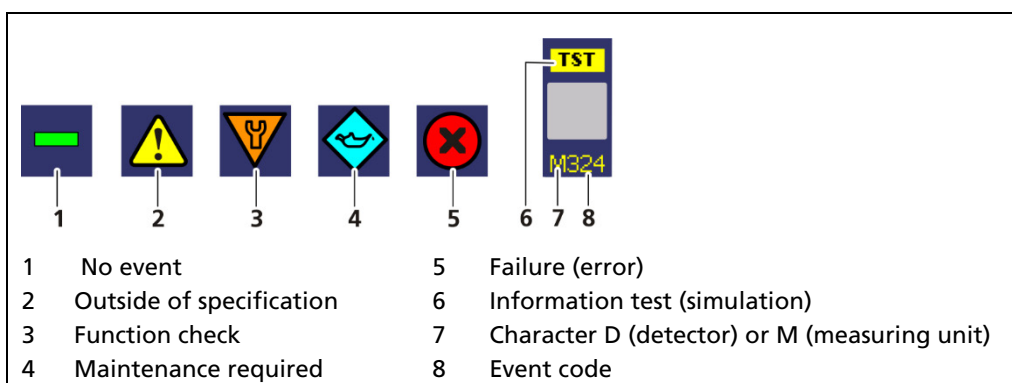 TST
!
M324
1 2 3 4 5 6 7 8
1 No event 5 Failure (error)
2 Outside of specification 6 Information test (simulation)
3 Function check 7 Character D (detector) or M (measuring unit)
4 Maintenance required 8 Event code